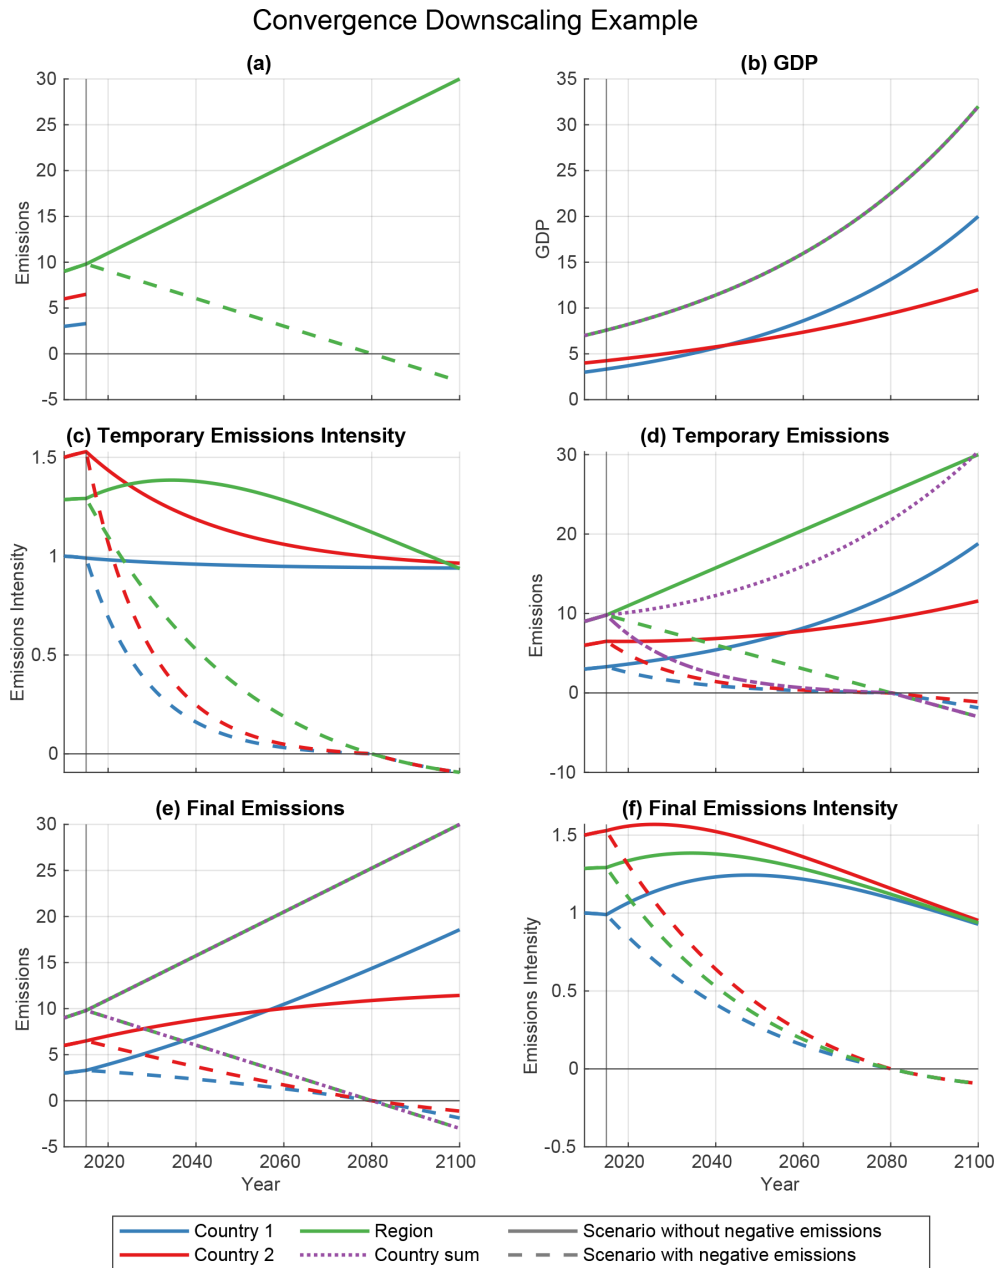 Convergence Downscaling Example
(a)
30
25
20
15
10
5
0
-5
Emissions
(b) GDP
35
30
25
20
15
10
5
0
GDP
(c) Temporary Emissions Intensity
1.5
1
0.5
0
Emissions Intensity
(d) Temporary Emissions
30
20
10
0
-10
Emissions
(e) Final Emissions
30
25
20
15
10
5
0
-5
Emissions
2020 2040 2060 2080 2100
Year
(f) Final Emissions Intensity
1.5
1
0.5
0
-0.5
Emissions Intensity
2020 2040 2060 2080 2100
Year
Country 1 Region Scenario without negative emissions
Country 2 Country sum Scenario with negative emissions